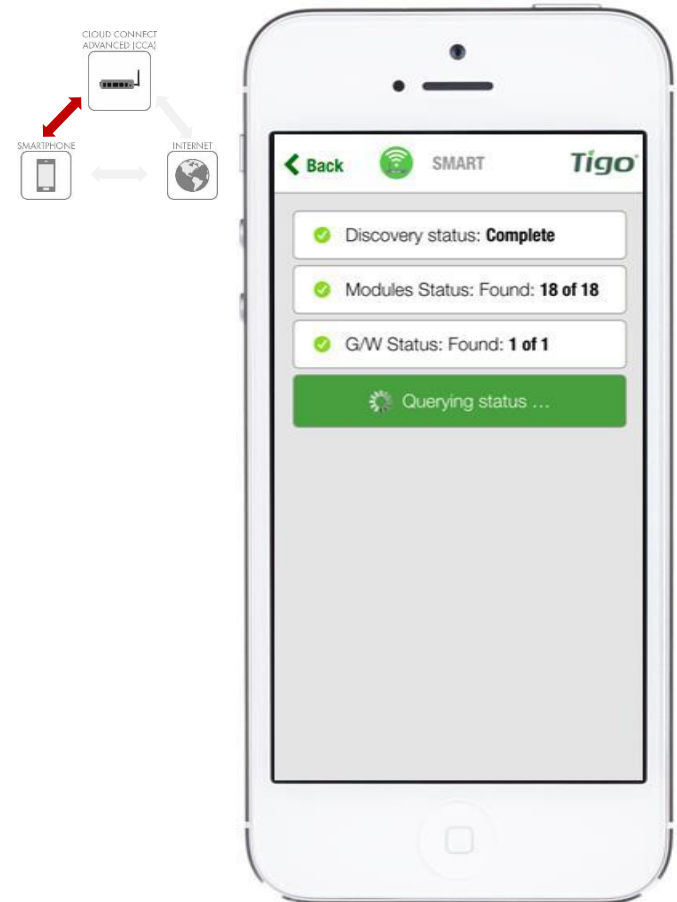 CLOUD CONNECT
ADVANCED (CCA)
SMARTPHONE
INTERNET
Back
SMART
Tigo
Discovery status: Complete
Modules Status: Found: 18 of 18
G/W Status: Found: 1 of 1
Querying status ...